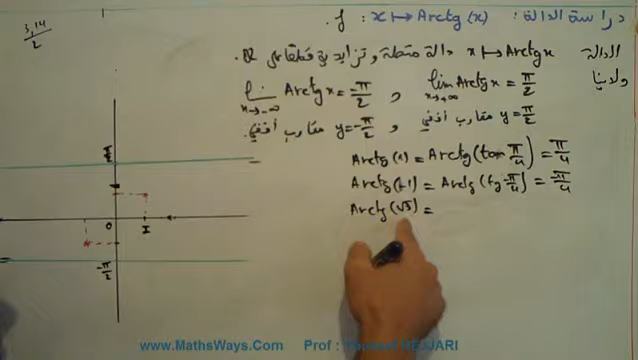 دراسة الدالة : f : x ↦ Arctg(x)
3,14/2
الدالة x ↦ Arctg x دالة متصلة و تزايدية قطعا على ℝ.
ولدينا lim x→+∞ Arctg x = π/2 و lim x→-∞ Arctg x = -π/2
y = π/2 مقارب أفقي و y = -π/2 مقارب أفقي.
Arctg(1) = Arctg(tan π/4) = π/4
Arctg(-1) = Arctg(tg -π/4) = -π/4
Arctg(√3) =
0
1
-π/2
www.MathsWays.com Prof :